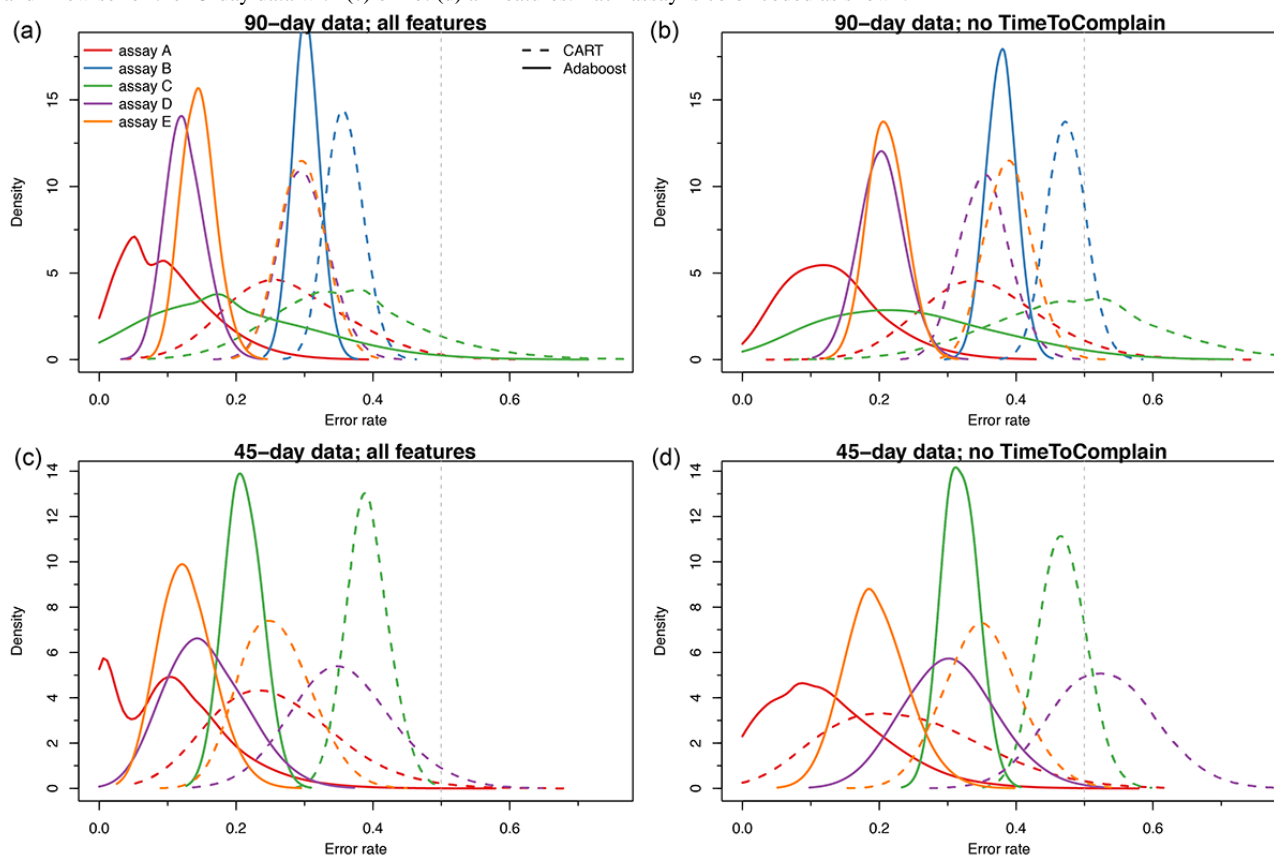 (a) 90−day data; all features
assay A
assay B
assay C
assay D
assay E
CART
Adaboost
Density
0 5 10 15
0.0 0.2 0.4 0.6
Error rate
(b) 90−day data; no TimeToComplain
Density
0 5 10 15
0.0 0.2 0.4 0.6
Error rate
(c) 45−day data; all features
Density
0 2 4 6 8 10 12 14
0.0 0.2 0.4 0.6
Error rate
(d) 45−day data; no TimeToComplain
Density
0 2 4 6 8 10 12 14
0.0 0.2 0.4 0.6
Error rate